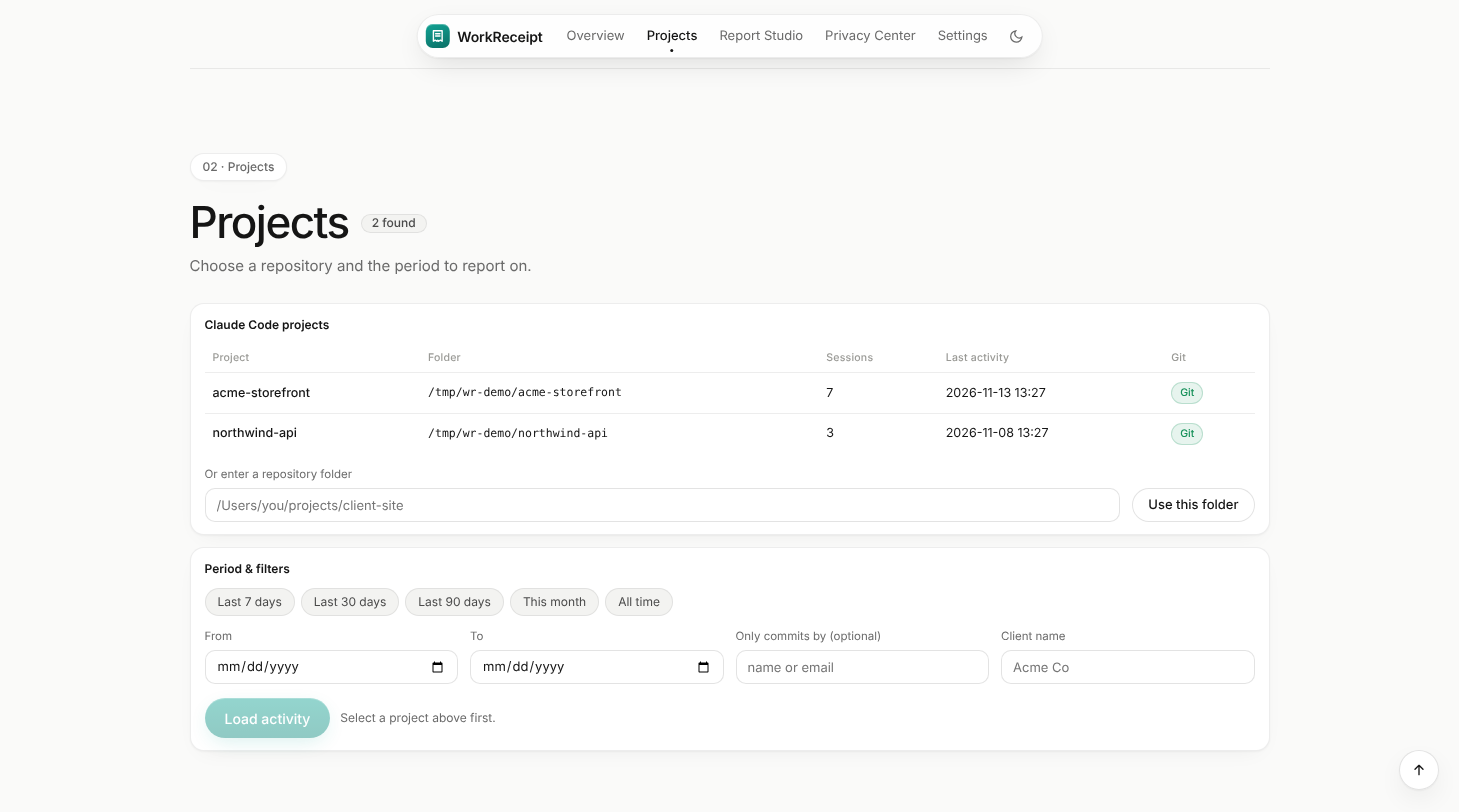 WorkReceipt Overview Projects Report Studio Privacy Center Settings
02 · Projects
Projects 2 found
Choose a repository and the period to report on.
Claude Code projects
Project Folder Sessions Last activity Git
acme-storefront /tmp/wr-demo/acme-storefront 7 2026-11-13 13:27 Git
northwind-api /tmp/wr-demo/northwind-api 3 2026-11-08 13:27 Git
Or enter a repository folder
/Users/you/projects/client-site Use this folder
Period & filters
Last 7 days Last 30 days Last 90 days This month All time
From To Only commits by (optional) Client name
mm/dd/yyyy mm/dd/yyyy name or email Acme Co
Load activity Select a project above first.